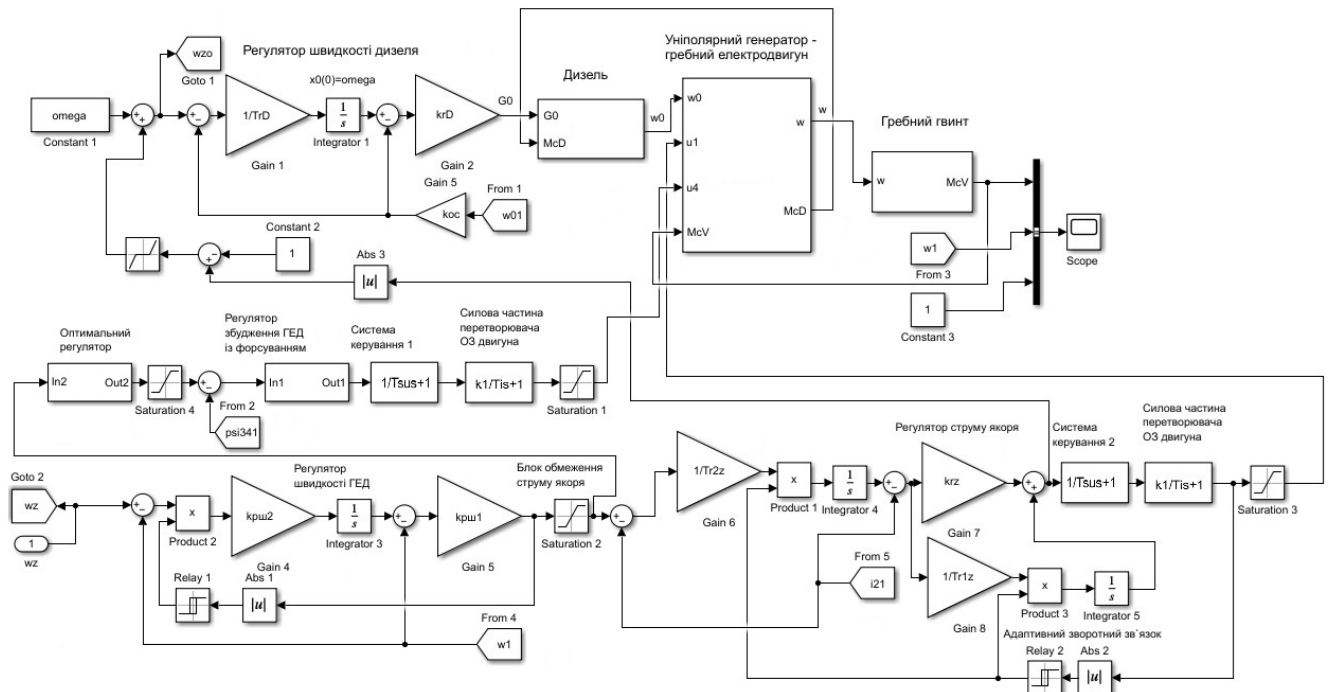 Регулятор швидкості дизеля
wzo
Goto 1
omega
Constant 1
1/TrD
Gain 1
x0(0)=omega
1
s
Integrator 1
krD
Gain 2
G0
Дизель
G0
McD
w0
Уніполярний генератор -
гребний електродвигун
w0
u1
u4
McV
w
McD
w
Гребний гвинт
w
McV
Gain 5
koc
From 1
w01
Constant 2
1
Abs 3
|u|
w1
From 3
1
Constant 3
Scope
Оптимальний
регулятор
In2
Out2
Saturation 4
From 2
psi341
Регулятор
збудження ГЕД
із форсуванням
In1
Out1
Система
керування 1
1/Tsus+1
Силова частина
перетворювача
ОЗ двигуна
k1/Tis+1
Saturation 1
Goto 2
wz
1
wz
x
Product 2
kрш2
Gain 4
Регулятор
швидкості ГЕД
1
s
Integrator 3
kрш1
Gain 5
Блок обмеження
струму якоря
Saturation 2
Relay 1
Abs 1
|u|
From 4
w1
1/Tr2z
Gain 6
x
Product 1
1
s
Integrator 4
Регулятор струму якоря
krz
Gain 7
From 5
i21
1/Tr1z
Gain 8
x
Product 3
1
s
Integrator 5
Система
керування 2
1/Tsus+1
Силова частина
перетворювача
ОЗ двигуна
k1/Tis+1
Saturation 3
Адаптивний зворотний зв`язок
Relay 2
Abs 2
|u|